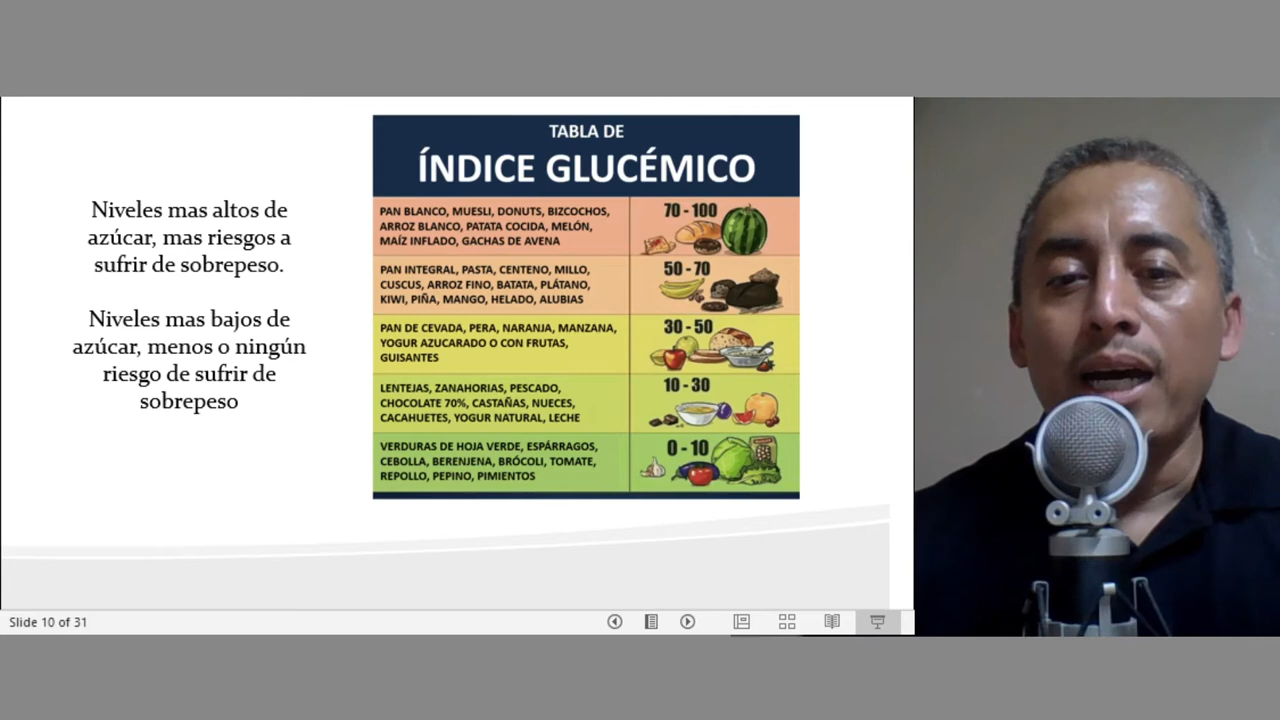 Niveles mas altos de
azúcar, mas riesgos a
sufrir de sobrepeso.
Niveles mas bajos de
azúcar, menos o ningún
riesgo de sufrir de
sobrepeso
TABLA DE
ÍNDICE GLUCÉMICO
PAN BLANCO, MUESLI, DONUTS, BIZCOCHOS,
ARROZ BLANCO, PATATA COCIDA, MELÓN,
MAÍZ INFLADO, GACHAS DE AVENA
70 - 100
PAN INTEGRAL, PASTA, CENTENO, MILLO,
CUSCUS, ARROZ FINO, BATATA, PLÁTANO,
KIWI, PIÑA, MANGO, HELADO, ALUBIAS
50 - 70
PAN DE CEVADA, PERA, NARANJA, MANZANA,
YOGUR AZUCARADO O CON FRUTAS,
GUISANTES
30 - 50
LENTEJAS, ZANAHORIAS, PESCADO,
CHOCOLATE 70%, CASTAÑAS, NUECES,
CACAHUETES, YOGUR NATURAL, LECHE
10 - 30
VERDURAS DE HOJA VERDE, ESPÁRRAGOS,
CEBOLLA, BERENJENA, BRÓCOLI, TOMATE,
REPOLLO, PEPINO, PIMIENTOS
0 - 10
Slide 10 of 31